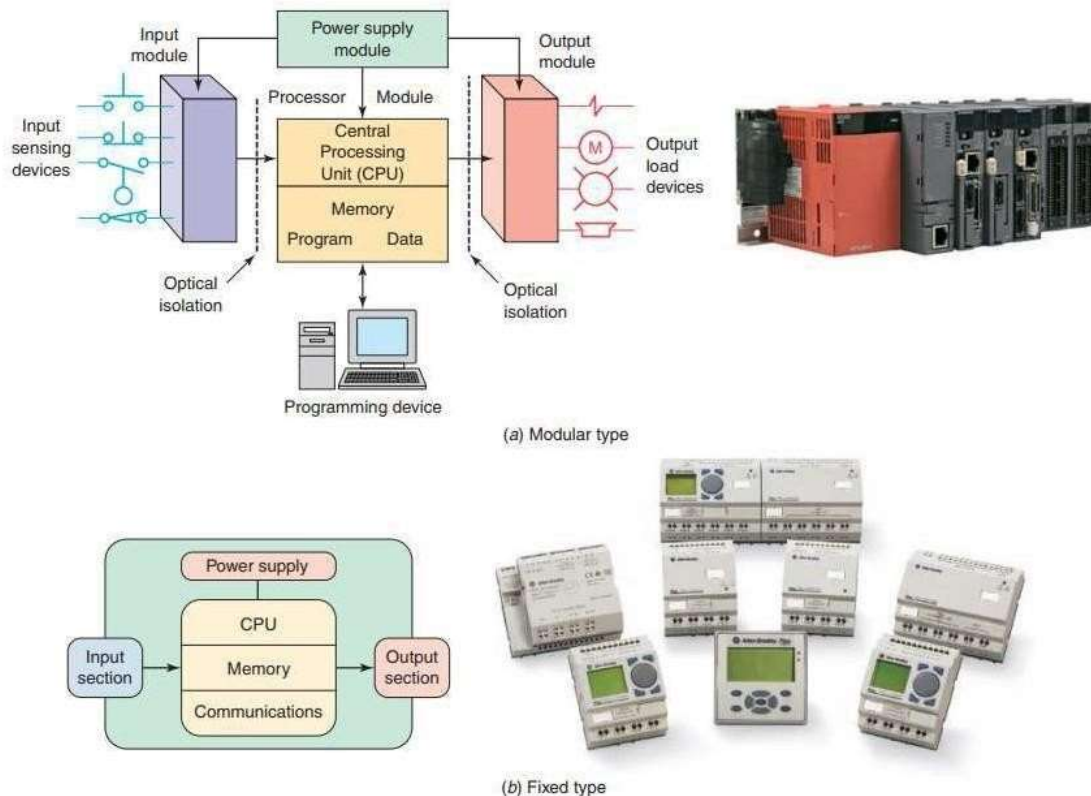 Power supply
module
Input
module
Output
module
Processor Module
Input
sensing
devices
Central
Processing
Unit (CPU)
Memory
Program Data
M
Output
load
devices
Optical
isolation
Optical
isolation
Programming device
(a) Modular type
Power supply
CPU
Memory
Communications
Input
section
Output
section
Allen-Bradley
(b) Fixed type